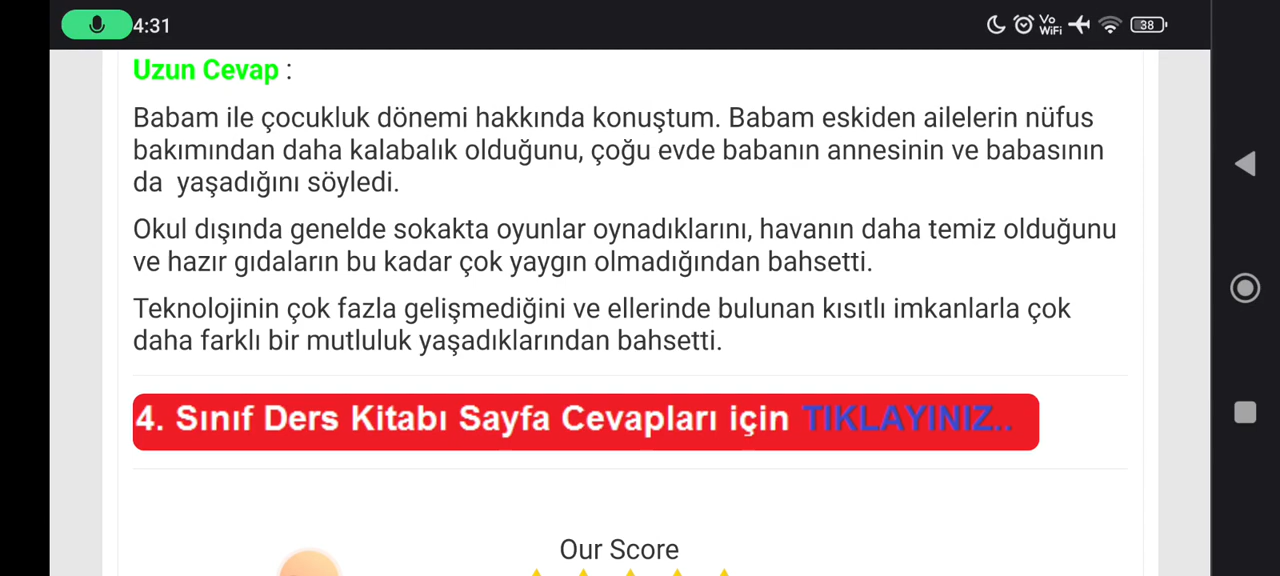 4:31
Vo
WiFi
38
Uzun Cevap :
Babam ile çocukluk dönemi hakkında konuştum. Babam eskiden ailelerin nüfus
bakımından daha kalabalık olduğunu, çoğu evde babanın annesinin ve babasının
da  yaşadığını söyledi.
Okul dışında genelde sokakta oyunlar oynadıklarını, havanın daha temiz olduğunu
ve hazır gıdaların bu kadar çok yaygın olmadığından bahsetti.
Teknolojinin çok fazla gelişmediğini ve ellerinde bulunan kısıtlı imkanlarla çok
daha farklı bir mutluluk yaşadıklarından bahsetti.
4. Sınıf Ders Kitabı Sayfa Cevapları için TIKLAYINIZ..
Our Score